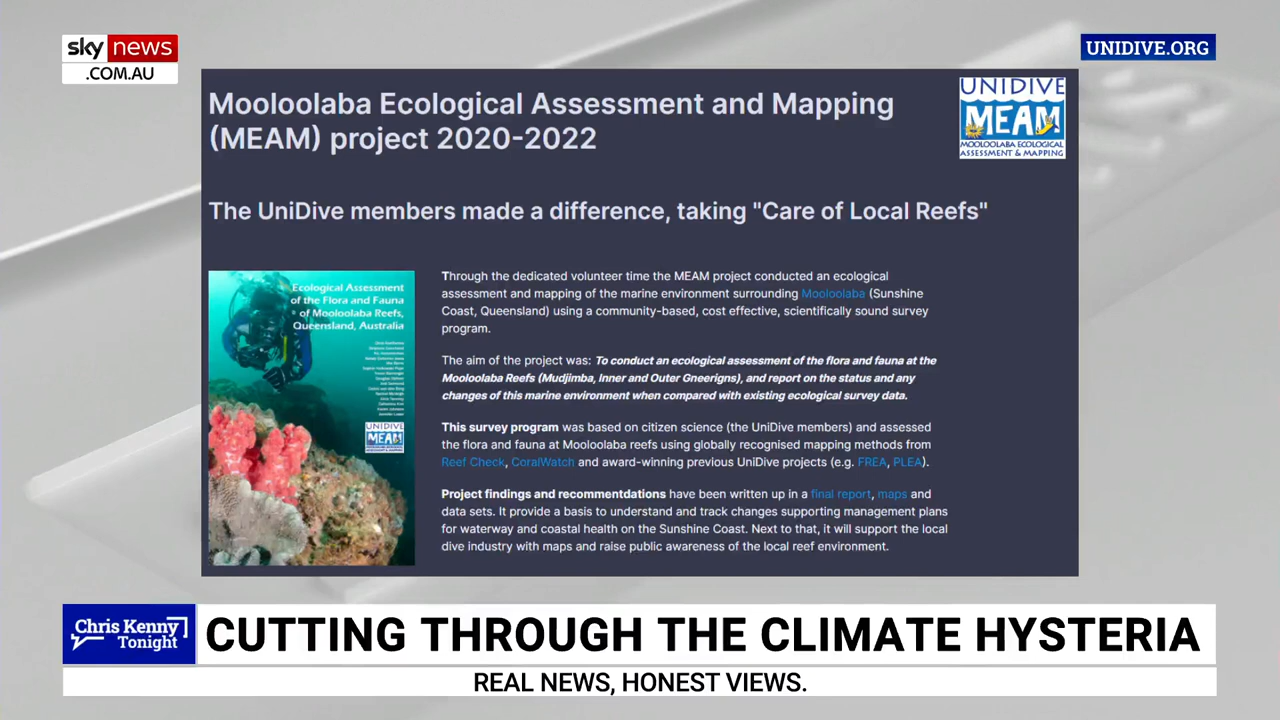 sky news
.COM.AU
UNIDIVE.ORG
Mooloolaba Ecological Assessment and Mapping
(MEAM) project 2020-2022
UNIDIVE
MEAM
MOOLOOLABA ECOLOGICAL
ASSESSMENT & MAPPING
The UniDive members made a difference, taking "Care of Local Reefs"
Ecological Assessment
of the Flora and Fauna
of Mooloolaba Reefs,
Queensland, Australia
UNIDIVE
MEAM
Through the dedicated volunteer time the MEAM project conducted an ecological
assessment and mapping of the marine environment surrounding Mooloolaba (Sunshine
Coast, Queensland) using a community-based, cost effective, scientifically sound survey
program.
The aim of the project was: To conduct an ecological assessment of the flora and fauna at the
Mooloolaba Reefs (Mudjimba, Inner and Outer Gneerigns), and report on the status and any
changes of this marine environment when compared with existing ecological survey data.
This survey program was based on citizen science (the UniDive members) and assessed
the flora and fauna at Mooloolaba reefs using globally recognised mapping methods from
Reef Check, CoralWatch and award-winning previous UniDive projects (e.g. FREA, PLEA).
Project findings and recommentdations have been written up in a final report, maps and
data sets. It provide a basis to understand and track changes supporting management plans
for waterway and coastal health on the Sunshine Coast. Next to that, it will support the local
dive industry with maps and raise public awareness of the local reef environment.
Chris Kenny
Tonight
CUTTING THROUGH THE CLIMATE HYSTERIA
REAL NEWS, HONEST VIEWS.